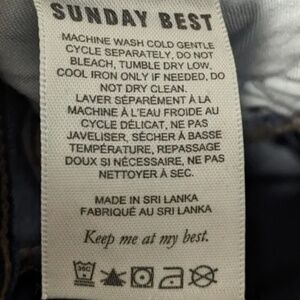 SUNDAY BEST
MACHINE WASH COLD GENTLE
CYCLE SEPARATELY, DO NOT
BLEACH, TUMBLE DRY LOW,
COOL IRON ONLY IF NEEDED, DO
NOT DRY CLEAN.
LAVER SÉPARÉMENT À LA
MACHINE À L'EAU FROIDE AU
CYCLE DÉLICAT, NE PAS
JAVELISER, SÉCHER À BASSE
TEMPÉRATURE, REPASSAGE
DOUX SI NÉCESSAIRE, NE PAS
NETTOYER À SEC.
MADE IN SRI LANKA
FABRIQUÉ AU SRI LANKA
Keep me at my best.